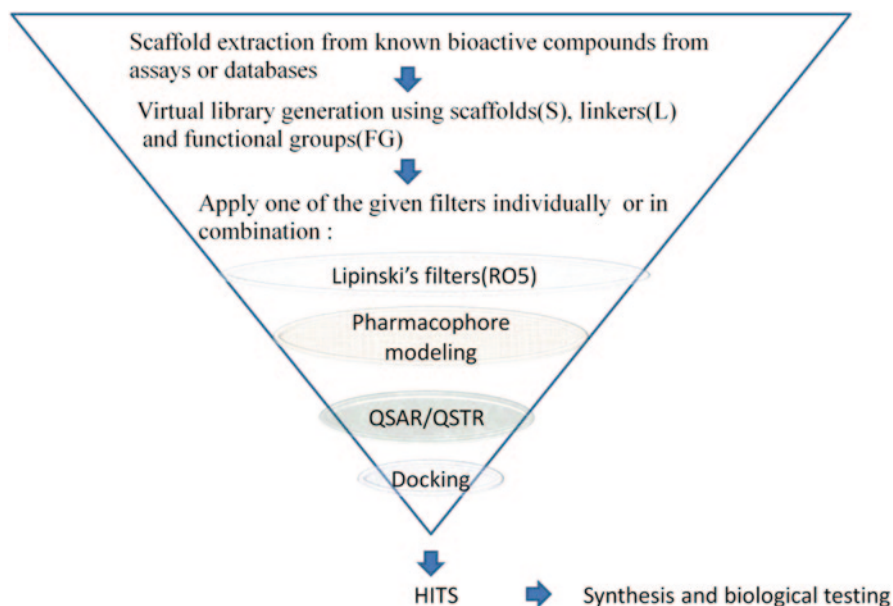 Scaffold extraction from known bioactive compounds from
assays or databases
Virtual library generation using scaffolds(S), linkers(L)
and functional groups(FG)
Apply one of the given filters individually or in
combination :
Lipinski's filters(RO5)
Pharmacophore
modeling
QSAR/QSTR
Docking
HITS
Synthesis and biological testing